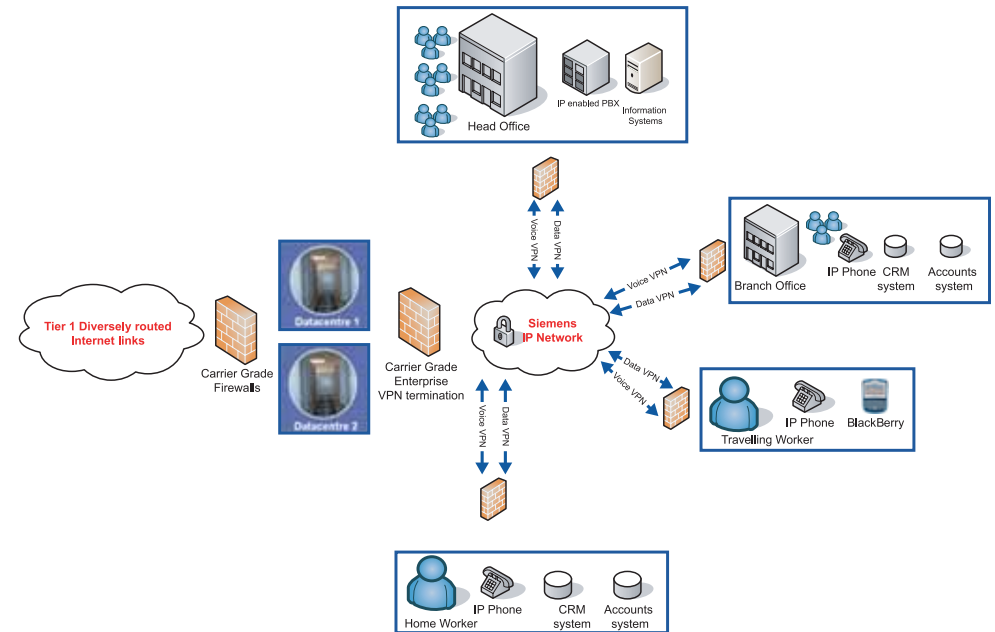 Head Office
IP enabled PBX
Information
Systems
Voice VPN
Data VPN
Voice VPN
Data VPN
Branch Office
IP Phone
CRM
system
Accounts
system
Tier 1 Diversely routed
Internet links
Carrier Grade
Firewalls
Datacentre 1
Datacentre 2
Carrier Grade
Enterprise
VPN termination
Siemens
IP Network
Data VPN
Voice VPN
Travelling Worker
IP Phone
BlackBerry
Voice VPN
Data VPN
Home Worker
IP Phone
CRM
system
Accounts
system